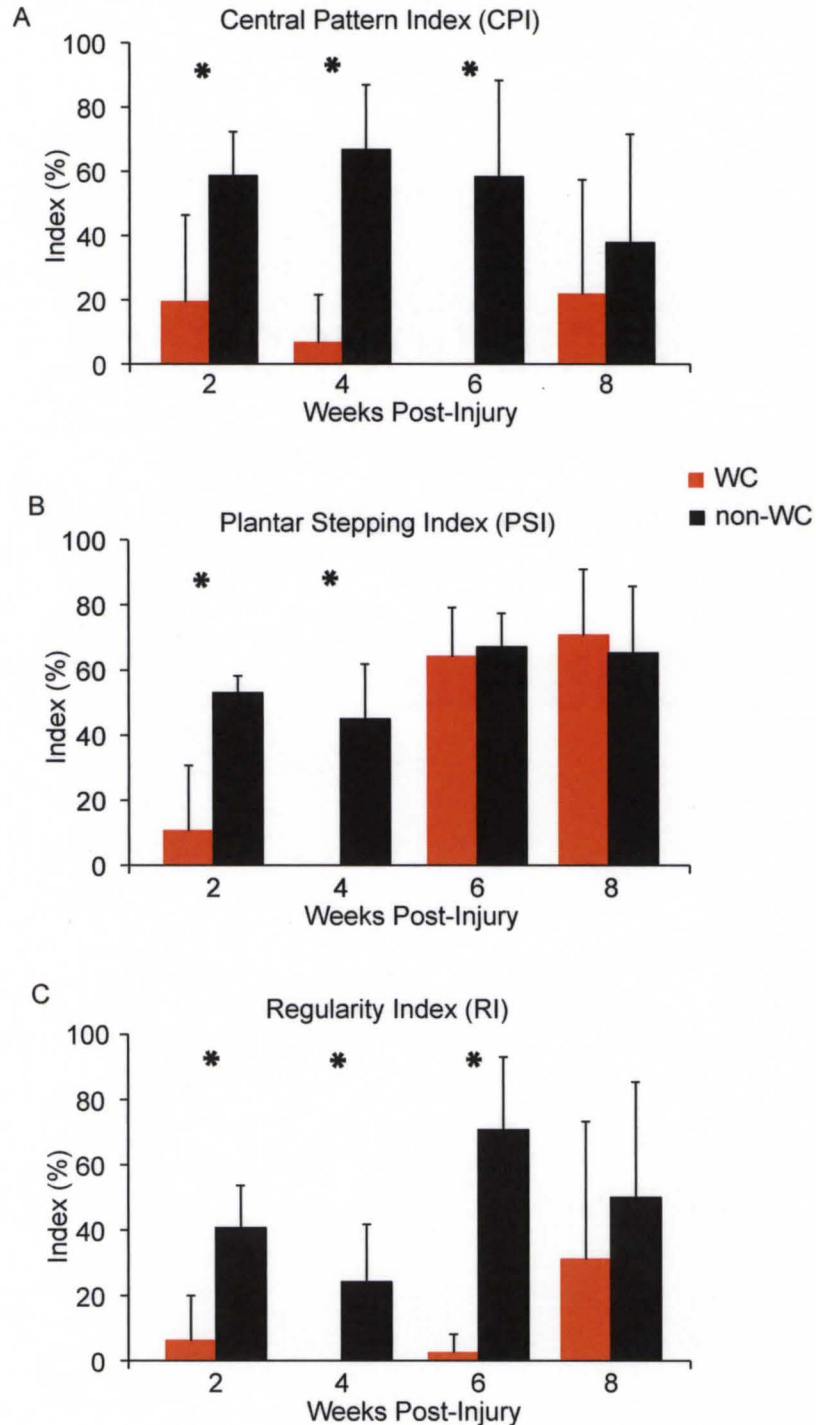 A
Central Pattern Index (CPI)
100
80
60
40
20
0
Index (%)
* * *
2 4 6 8
Weeks Post-Injury
WC
non-WC
B
Plantar Stepping Index (PSI)
100
80
60
40
20
0
Index (%)
* *
2 4 6 8
Weeks Post-Injury
C
Regularity Index (RI)
100
80
60
40
20
0
Index (%)
* * *
2 4 6 8
Weeks Post-Injury